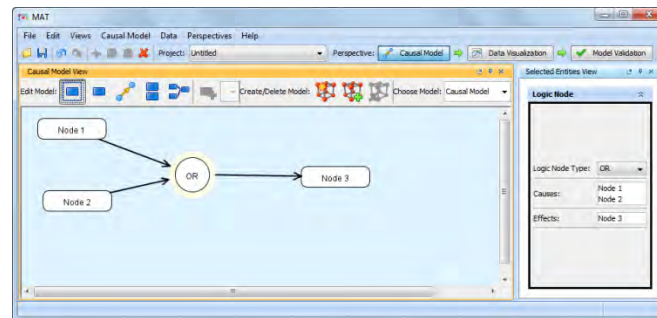 MAT
File Edit Views Causal Model Data Perspectives Help
Project: Untitled Perspective: Causal Model Data Visualization Model Validation
Causal Model View
Selected Entities View
Edit Model: Create/Delete Model: Choose Model: Causal Model
Logic Node
Node 1
OR
Node 3
Node 2
Logic Node Type: OR
Causes: Node 1
Node 2
Effects: Node 3